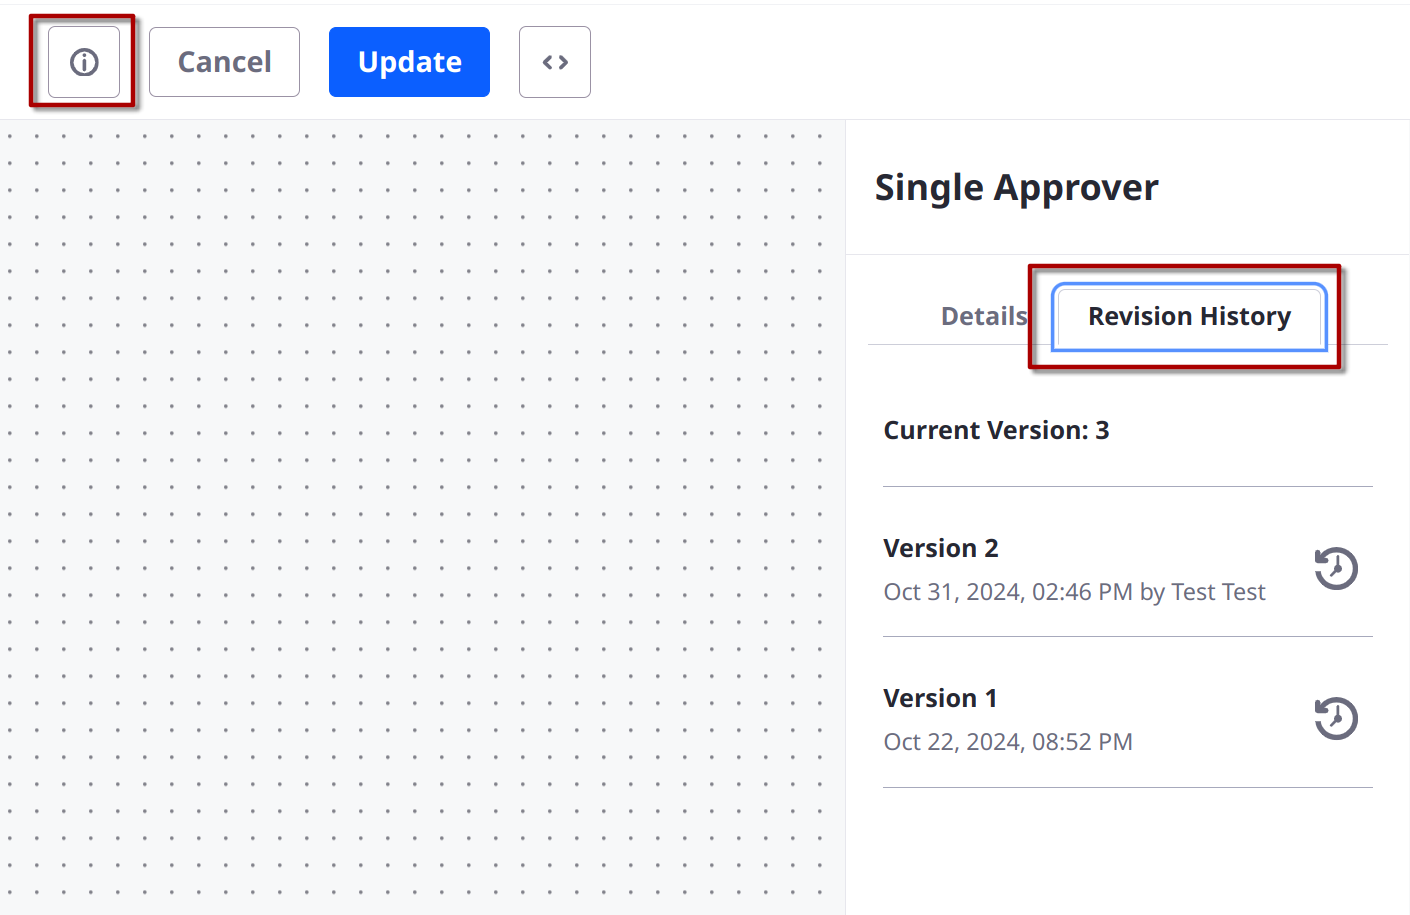 Cancel
Update
Single Approver
Details
Revision History
Current Version: 3
Version 2
Oct 31, 2024, 02:46 PM by Test Test
Version 1
Oct 22, 2024, 08:52 PM